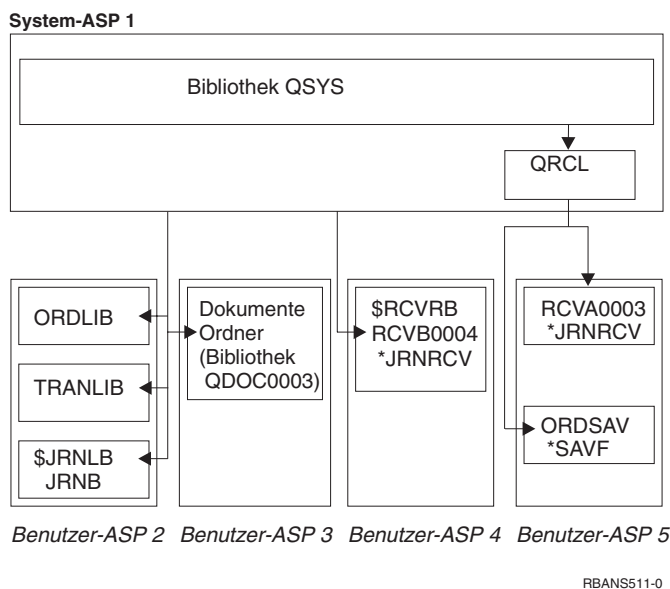 System-ASP 1
Bibliothek QSYS
QRCL
ORDLIB
TRANLIB
$JRNLB
JRNB
Dokumente
Ordner
(Bibliothek
QDOC0003)
$RCVRB
RCVB0004
*JRNRCV
RCVA0003
*JRNRCV
ORDSAV
*SAVF
Benutzer-ASP 2
Benutzer-ASP 3
Benutzer-ASP 4
Benutzer-ASP 5
RBANS511-0